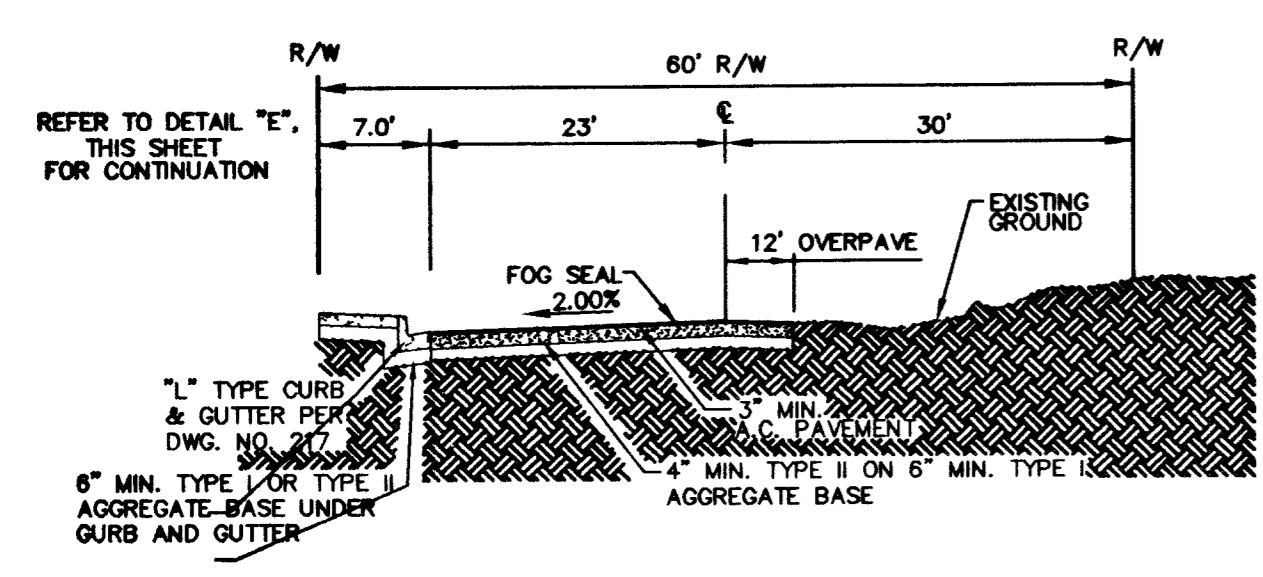 R/W
R/W
60' R/W
REFER TO DETAIL "E",
THIS SHEET
FOR CONTINUATION
7.0'
23'
℄
30'
EXISTING
GROUND
12' OVERPAVE
FOG SEAL
2.00%
"L" TYPE CURB
& GUTTER PER
DWG. NO. 217
3" MIN.
A.C. PAVEMENT
6" MIN. TYPE I OR TYPE II
AGGREGATE BASE UNDER
CURB AND GUTTER
4" MIN. TYPE II ON 6" MIN. TYPE I
AGGREGATE BASE